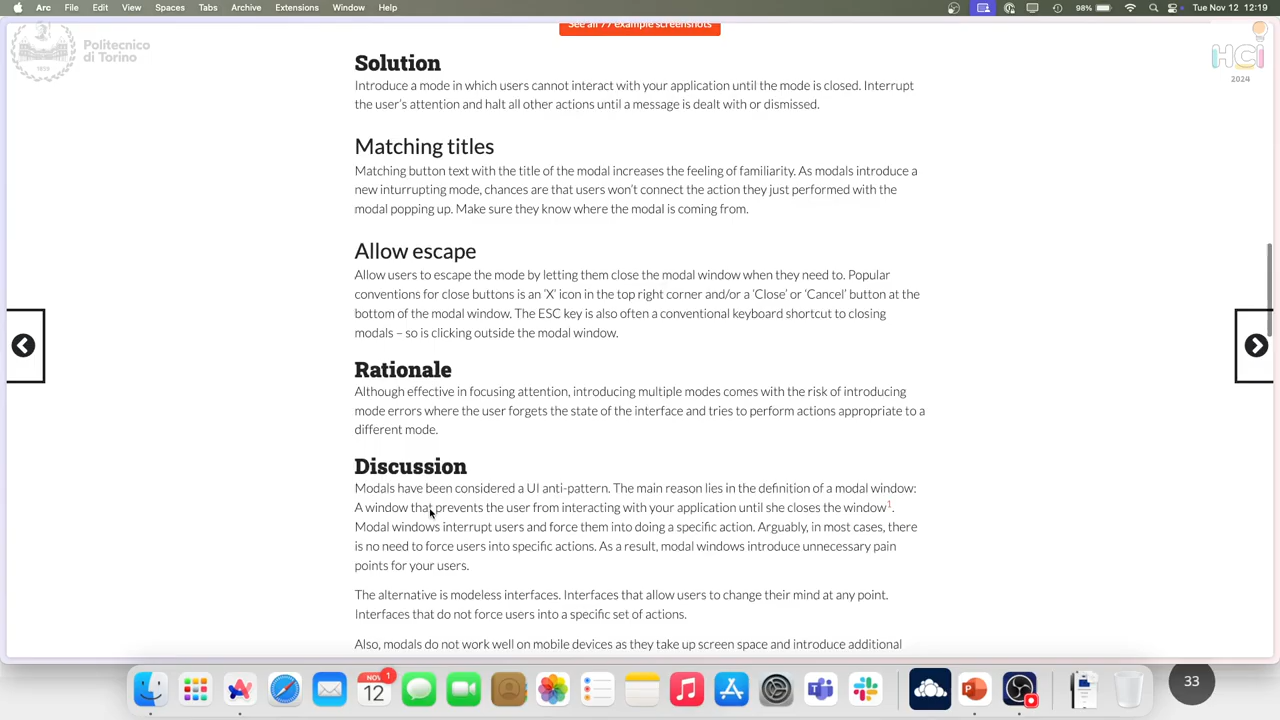 Arc File Edit View Spaces Tabs Archive Extensions Window Help
98% Tue Nov 12 12:19
Politecnico
di Torino
1859
HCI
2024
See all 77 example screenshots
Solution
Introduce a mode in which users cannot interact with your application until the mode is closed. Interrupt
the user's attention and halt all other actions until a message is dealt with or dismissed.
Matching titles
Matching button text with the title of the modal increases the feeling of familiarity. As modals introduce a
new inturrupting mode, chances are that users won't connect the action they just performed with the
modal popping up. Make sure they know where the modal is coming from.
Allow escape
Allow users to escape the mode by letting them close the modal window when they need to. Popular
conventions for close buttons is an 'X' icon in the top right corner and/or a 'Close' or 'Cancel' button at the
bottom of the modal window. The ESC key is also often a conventional keyboard shortcut to closing
modals – so is clicking outside the modal window.
Rationale
Although effective in focusing attention, introducing multiple modes comes with the risk of introducing
mode errors where the user forgets the state of the interface and tries to perform actions appropriate to a
different mode.
Discussion
Modals have been considered a UI anti-pattern. The main reason lies in the definition of a modal window:
A window that prevents the user from interacting with your application until she closes the window1.
Modal windows interrupt users and force them into doing a specific action. Arguably, in most cases, there
is no need to force users into specific actions. As a result, modal windows introduce unnecessary pain
points for your users.
The alternative is modeless interfaces. Interfaces that allow users to change their mind at any point.
Interfaces that do not force users into a specific set of actions.
Also, modals do not work well on mobile devices as they take up screen space and introduce additional
NOV 1
12
33